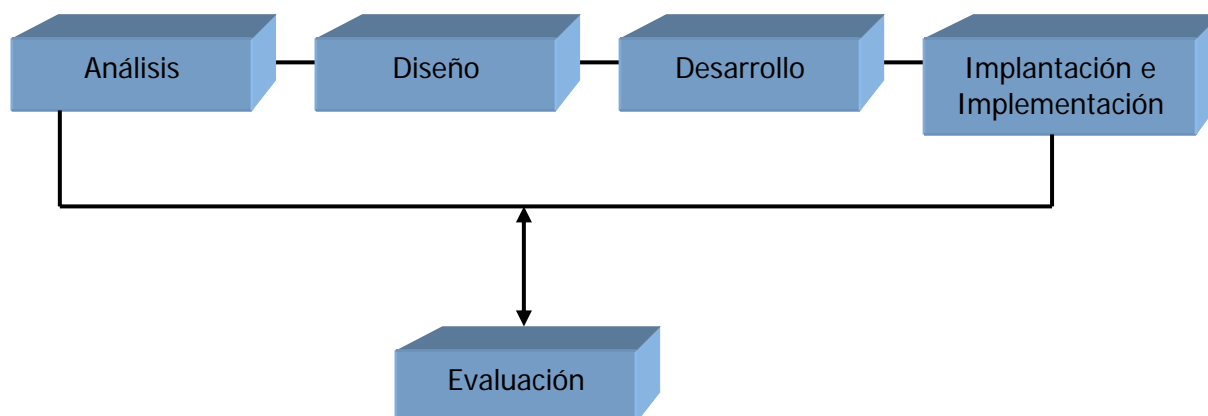 Análisis
Diseño
Desarrollo
Implantación e
Implementación
Evaluación